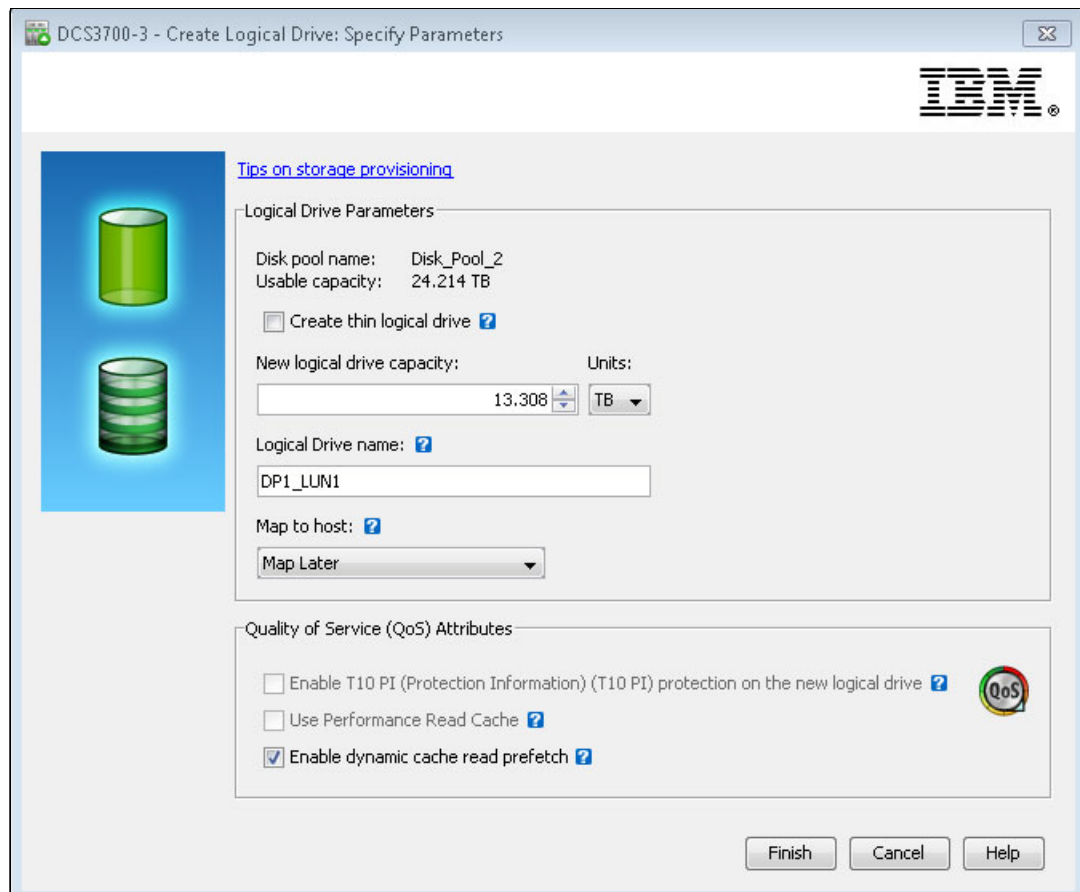 DCS3700-3 - Create Logical Drive: Specify Parameters
IBM®
Tips on storage provisioning
Logical Drive Parameters
Disk pool name: Disk_Pool_2
Usable capacity: 24.214 TB
Create thin logical drive ?
New logical drive capacity: Units:
13.308 TB
Logical Drive name: ?
DP1_LUN1
Map to host: ?
Map Later
Quality of Service (QoS) Attributes
Enable T10 PI (Protection Information) (T10 PI) protection on the new logical drive ?
QoS
Use Performance Read Cache ?
Enable dynamic cache read prefetch ?
Finish Cancel Help